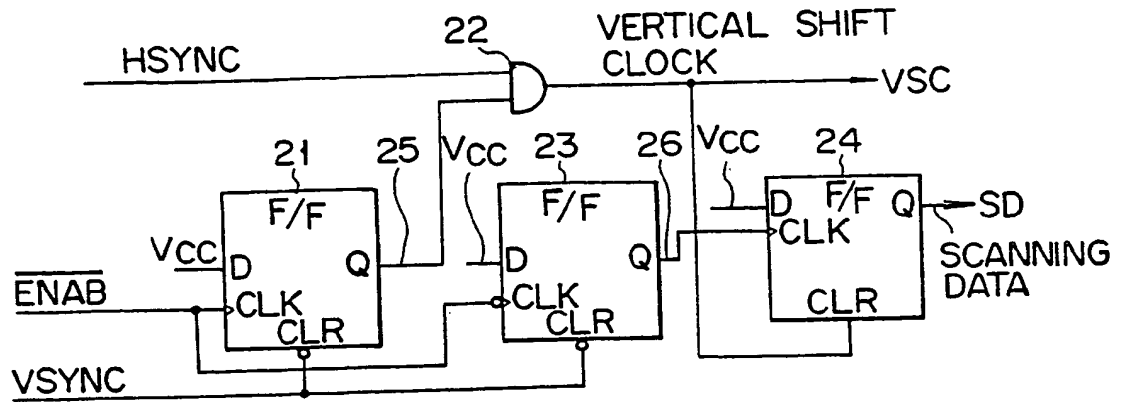 22
VERTICAL SHIFT
CLOCK
HSYNC
VSC
21
25
VCC
23
26
VCC
24
F/F
F/F
F/F
D
Q
SD
CLK
VCC
D
Q
D
Q
SCANNING
DATA
ENAB
CLK
CLK
CLR
CLR
CLR
VSYNC